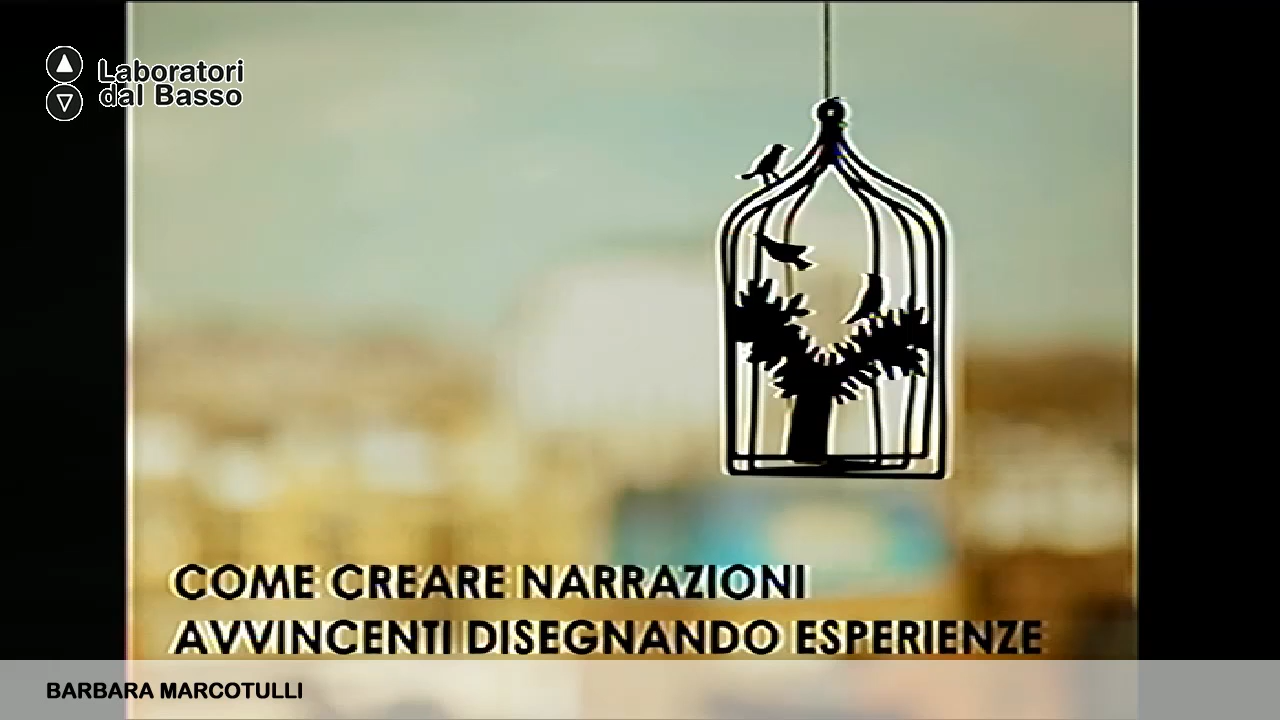 Laboratori
dal Basso
COME CREARE NARRAZIONI
AVVINCENTI DISEGNANDO ESPERIENZE
BARBARA MARCOTULLI